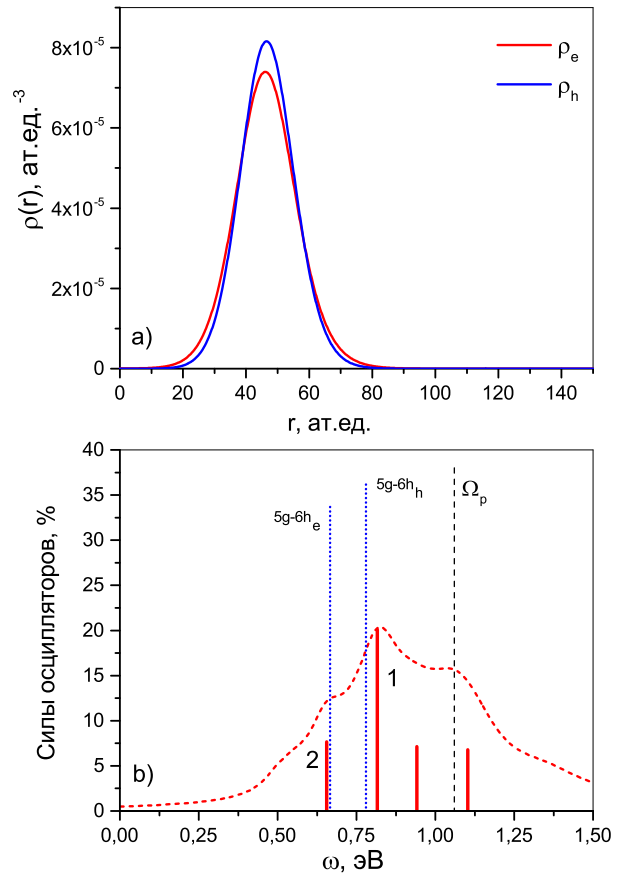 8x10⁻⁵
6x10⁻⁵
4x10⁻⁵
2x10⁻⁵
0
ρ(r), ат.ед.⁻³
ρₑ
ρₕ
a)
0 20 40 60 80 100 120 140
r, ат.ед.
40
35
30
25
20
15
10
5
0
Силы осцилляторов, %
5g-6hₑ
5g-6hₕ
Ωₚ
1
2
b)
0,00 0,25 0,50 0,75 1,00 1,25 1,50
ω, эВ